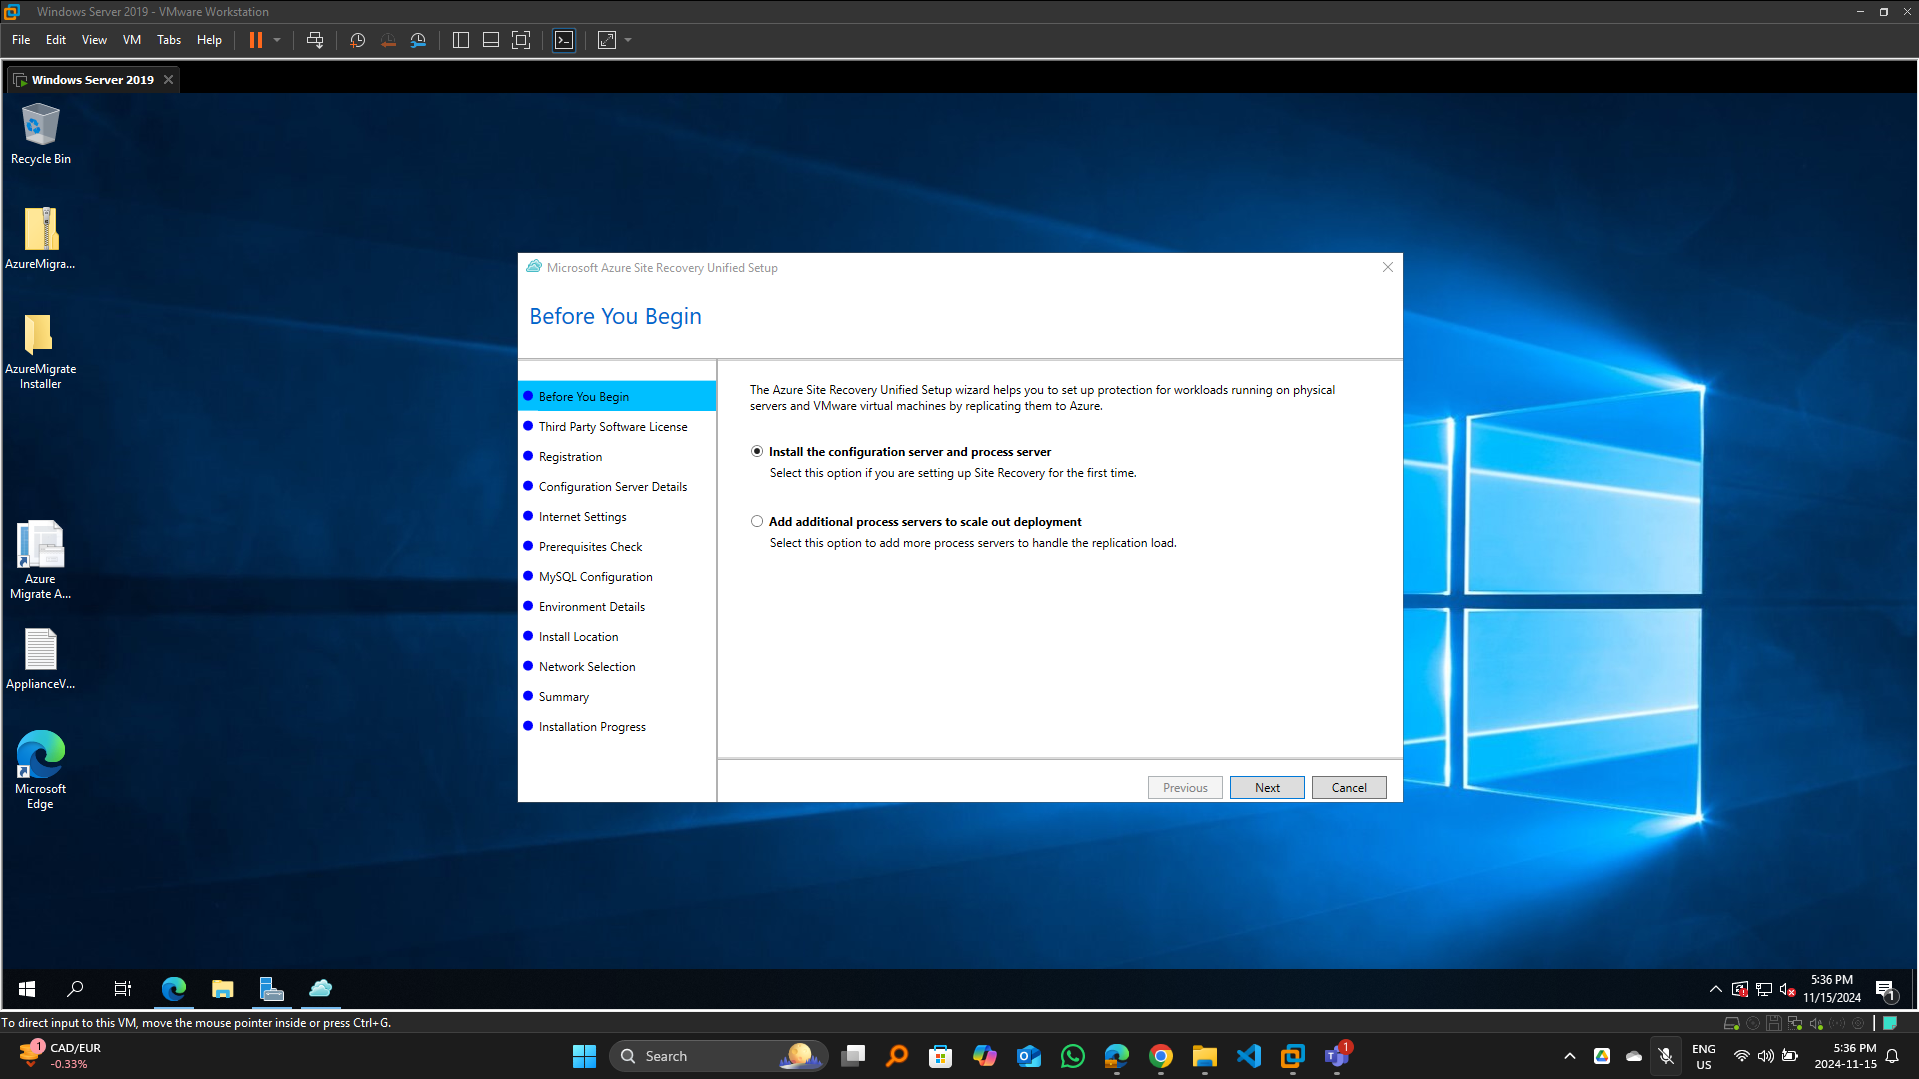 Windows Server 2019 - VMware Workstation
File Edit View VM Tabs Help
Windows Server 2019
Recycle Bin
AzureMigra...
AzureMigrate
Installer
Azure
Migrate A...
ApplianceV...
Microsoft
Edge
Microsoft Azure Site Recovery Unified Setup
Before You Begin
Before You Begin
Third Party Software License
Registration
Configuration Server Details
Internet Settings
Prerequisites Check
MySQL Configuration
Environment Details
Install Location
Network Selection
Summary
Installation Progress
The Azure Site Recovery Unified Setup wizard helps you to set up protection for workloads running on physical
servers and VMware virtual machines by replicating them to Azure.
Install the configuration server and process server
Select this option if you are setting up Site Recovery for the first time.
Add additional process servers to scale out deployment
Select this option to add more process servers to handle the replication load.
Previous Next Cancel
5:36 PM
11/15/2024
1
To direct input to this VM, move the mouse pointer inside or press Ctrl+G.
1
CAD/EUR
-0.33%
Search
1
ENG
US
5:36 PM
2024-11-15